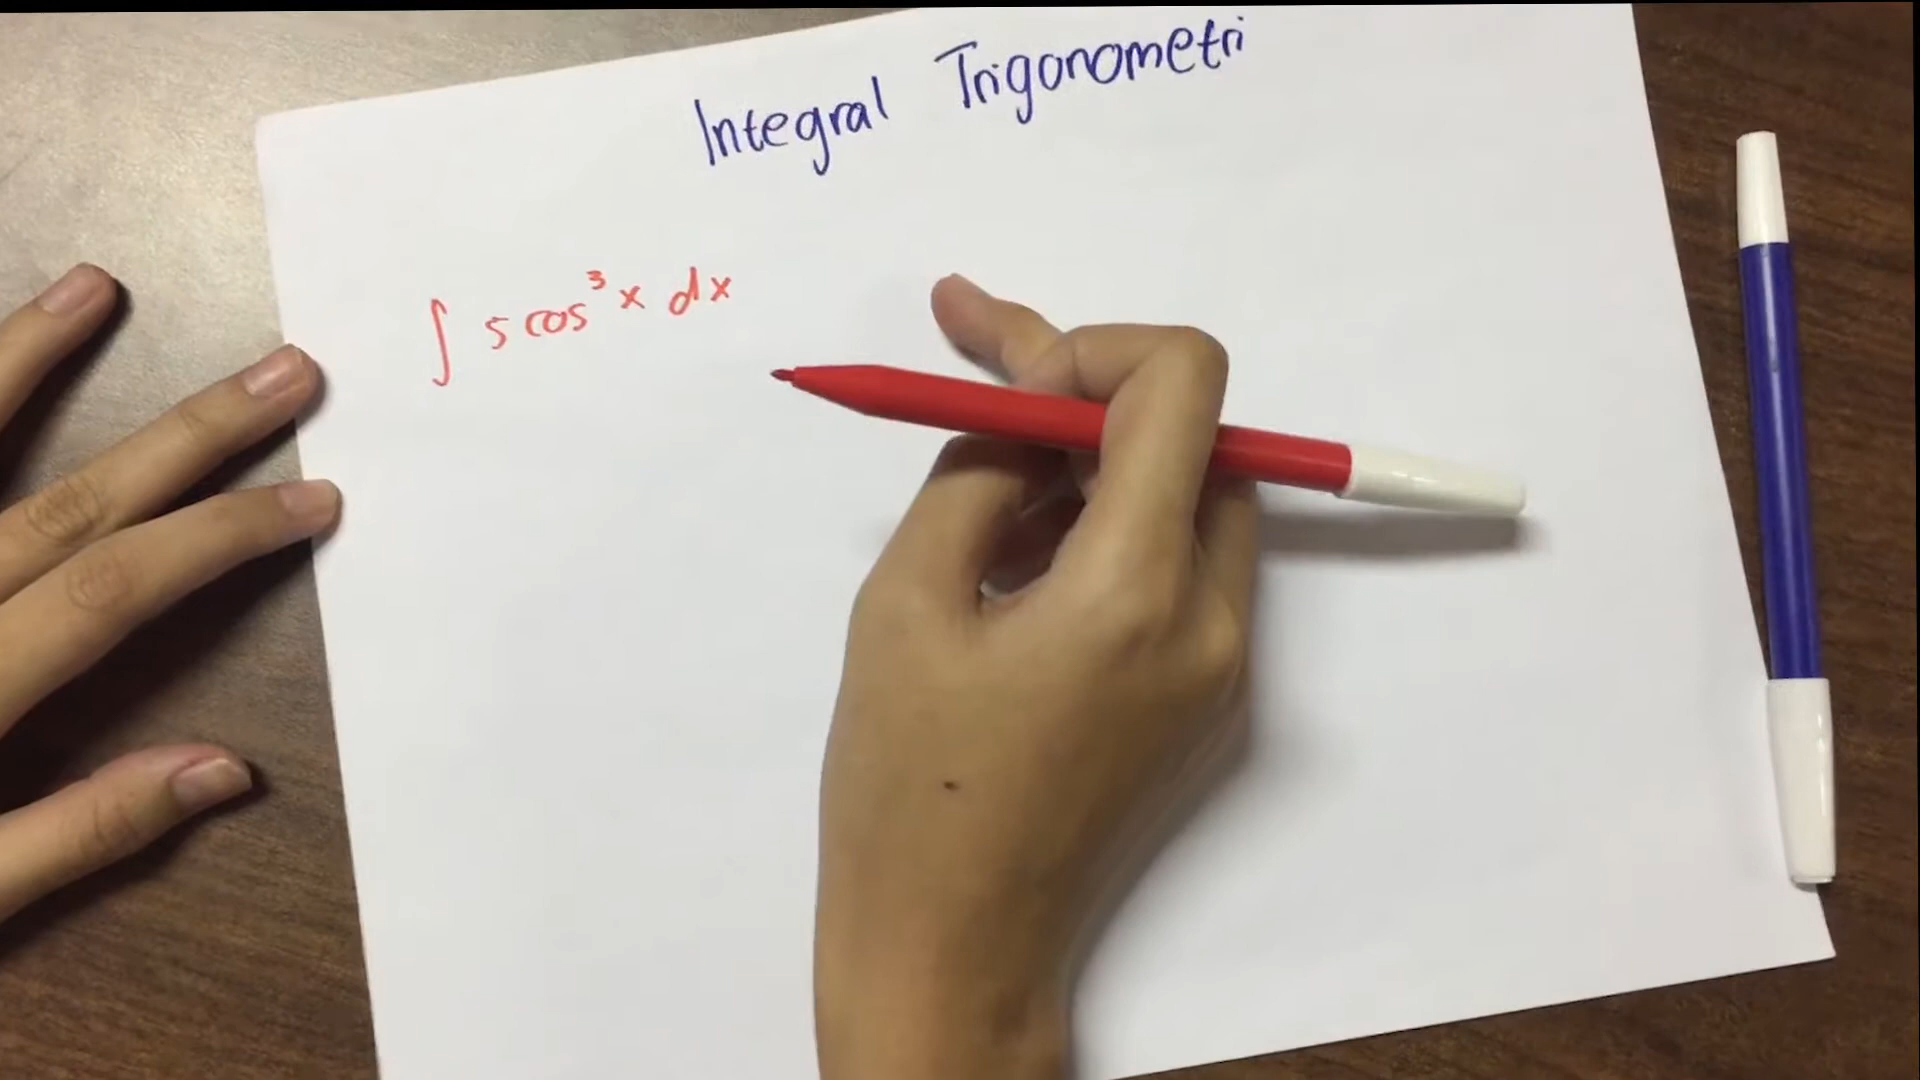 Integral Trigonometri
∫ 5 cos³ x dx